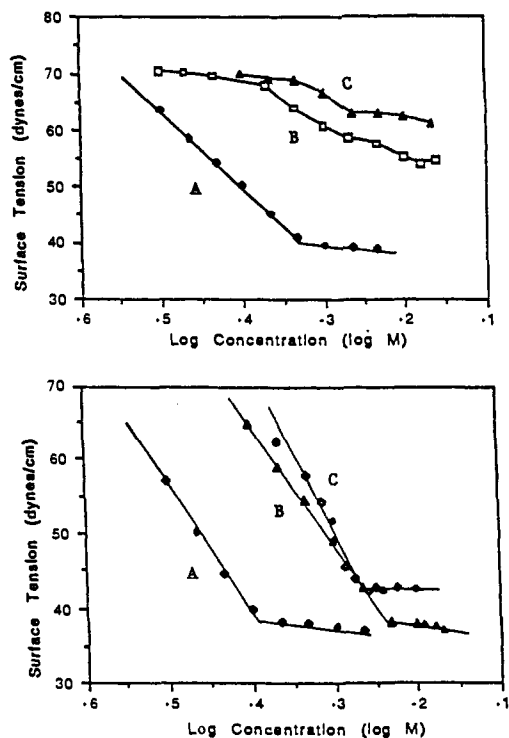 80
70
60
50
40
30
Surface Tension (dynes/cm)
A
B
C
·6 ·5 ·4 ·3 ·2 ·1
Log Concentration (log M)
70
60
50
40
30
Surface Tension (dynes/cm)
A
B
C
·6 ·5 ·4 ·3 ·2 ·1
Log Concentration (log M)